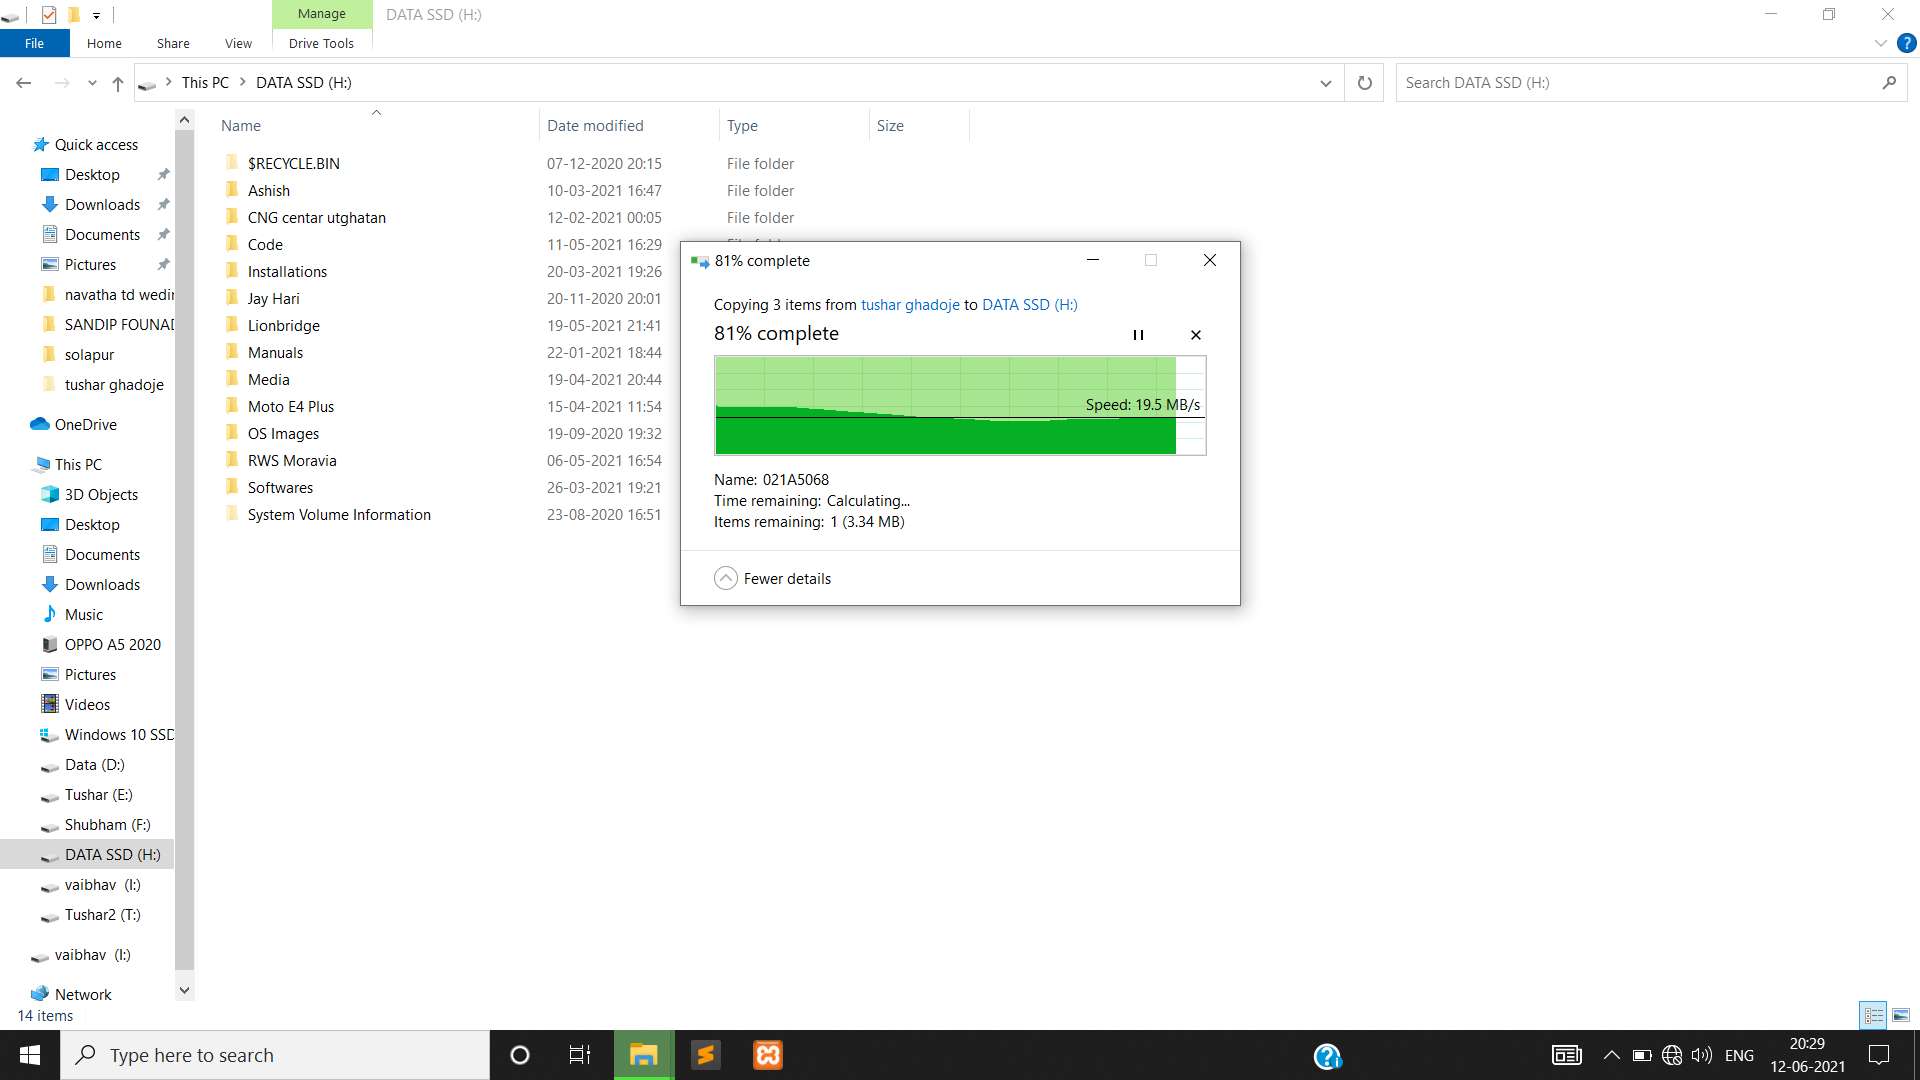 Manage
DATA SSD (H:)
File
Home
Share
View
Drive Tools
This PC
DATA SSD (H:)
Search DATA SSD (H:)
Name
Date modified
Type
Size
Quick access
Desktop
Downloads
Documents
Pictures
navatha td wedir
SANDIP FOUNAD
solapur
tushar ghadoje
OneDrive
This PC
3D Objects
Desktop
Documents
Downloads
Music
OPPO A5 2020
Pictures
Videos
Windows 10 SSD
Data (D:)
Tushar (E:)
Shubham (F:)
DATA SSD (H:)
vaibhav (I:)
Tushar2 (T:)
vaibhav (I:)
Network
$RECYCLE.BIN 07-12-2020 20:15 File folder
Ashish 10-03-2021 16:47 File folder
CNG centar utghatan 12-02-2021 00:05 File folder
Code 11-05-2021 16:29
Installations 20-03-2021 19:26
Jay Hari 20-11-2020 20:01
Lionbridge 19-05-2021 21:41
Manuals 22-01-2021 18:44
Media 19-04-2021 20:44
Moto E4 Plus 15-04-2021 11:54
OS Images 19-09-2020 19:32
RWS Moravia 06-05-2021 16:54
Softwares 26-03-2021 19:21
System Volume Information 23-08-2020 16:51
81% complete
Copying 3 items from tushar ghadoje to DATA SSD (H:)
81% complete
Speed: 19.5 MB/s
Name: 021A5068
Time remaining: Calculating...
Items remaining: 1 (3.34 MB)
Fewer details
14 items
Type here to search
ENG
20:29
12-06-2021